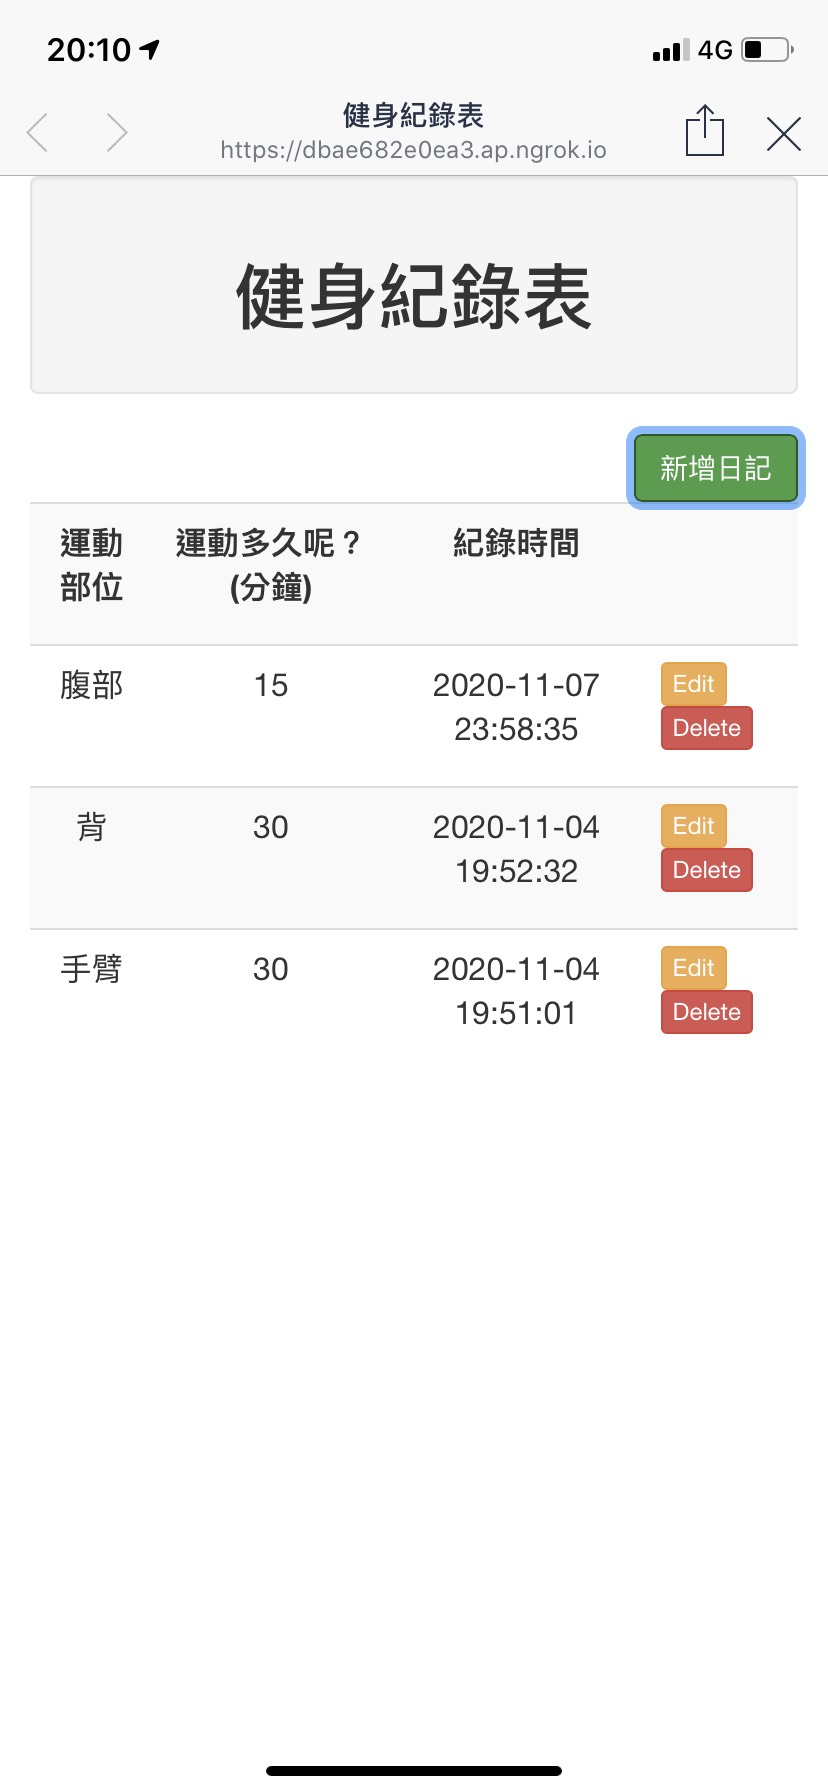 20:10
4G
健身紀錄表
https://dbae682e0ea3.ap.ngrok.io
健身紀錄表
新增日記
運動部位 運動多久呢？(分鐘) 紀錄時間
腹部 15 2020-11-07 23:58:35 Edit Delete
背 30 2020-11-04 19:52:32 Edit Delete
手臂 30 2020-11-04 19:51:01 Edit Delete